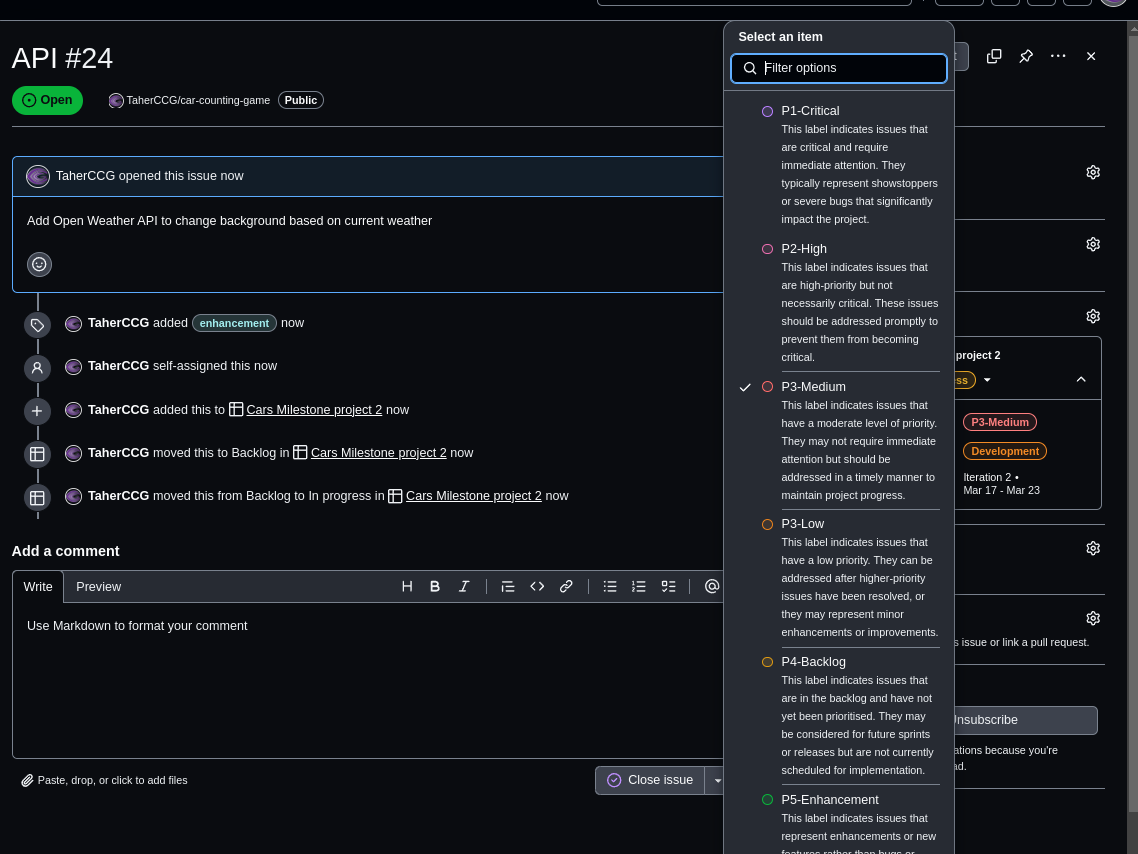 API #24
Open
TaherCCG/car-counting-game
Public
TaherCCG opened this issue now
Add Open Weather API to change background based on current weather
TaherCCG added enhancement now
TaherCCG self-assigned this now
TaherCCG added this to Cars Milestone project 2 now
TaherCCG moved this to Backlog in Cars Milestone project 2 now
TaherCCG moved this from Backlog to In progress in Cars Milestone project 2 now
Add a comment
Write
Preview
Use Markdown to format your comment
Paste, drop, or click to add files
Close issue
Select an item
Filter options
P1-Critical
This label indicates issues that
are critical and require
immediate attention. They
typically represent showstoppers
or severe bugs that significantly
impact the project.
P2-High
This label indicates issues that
are high-priority but not
necessarily critical. These issues
should be addressed promptly to
prevent them from becoming
critical.
P3-Medium
This label indicates issues that
have a moderate level of priority.
They may not require immediate
attention but should be
addressed in a timely manner to
maintain project progress.
P3-Low
This label indicates issues that
have a low priority. They can be
addressed after higher-priority
issues have been resolved, or
they may represent minor
enhancements or improvements.
P4-Backlog
This label indicates issues that
are in the backlog and have not
yet been prioritised. They may
be considered for future sprints
or releases but are not currently
scheduled for implementation.
P5-Enhancement
This label indicates issues that
represent enhancements or new
features rather than bugs or
project 2
ss
P3-Medium
Development
Iteration 2 •
Mar 17 - Mar 23
s issue or link a pull request.
Unsubscribe
ations because you're
ad.